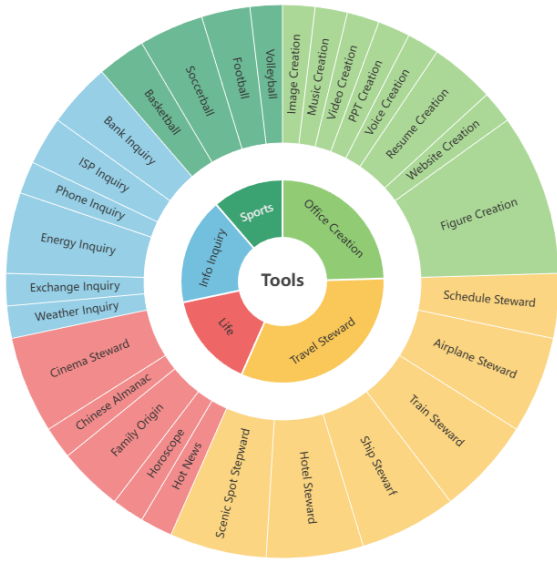 Tools
Office Creation
Travel Steward
Life
Info Inquiry
Sports
Image Creation
Music Creation
Video Creation
PPT Creation
Voice Creation
Resume Creation
Website Creation
Figure Creation
Schedule Steward
Airplane Steward
Train Steward
Ship Stewarf
Hotel Steward
Scenic Spot Stepward
Hot News
Horoscope
Family Origin
Chinese Almanac
Cinema Steward
Weather Inquiry
Exchange Inquiry
Energy Inquiry
Phone Inquiry
ISP Inquiry
Bank Inquiry
Basketball
Soccerball
Football
Volleyball